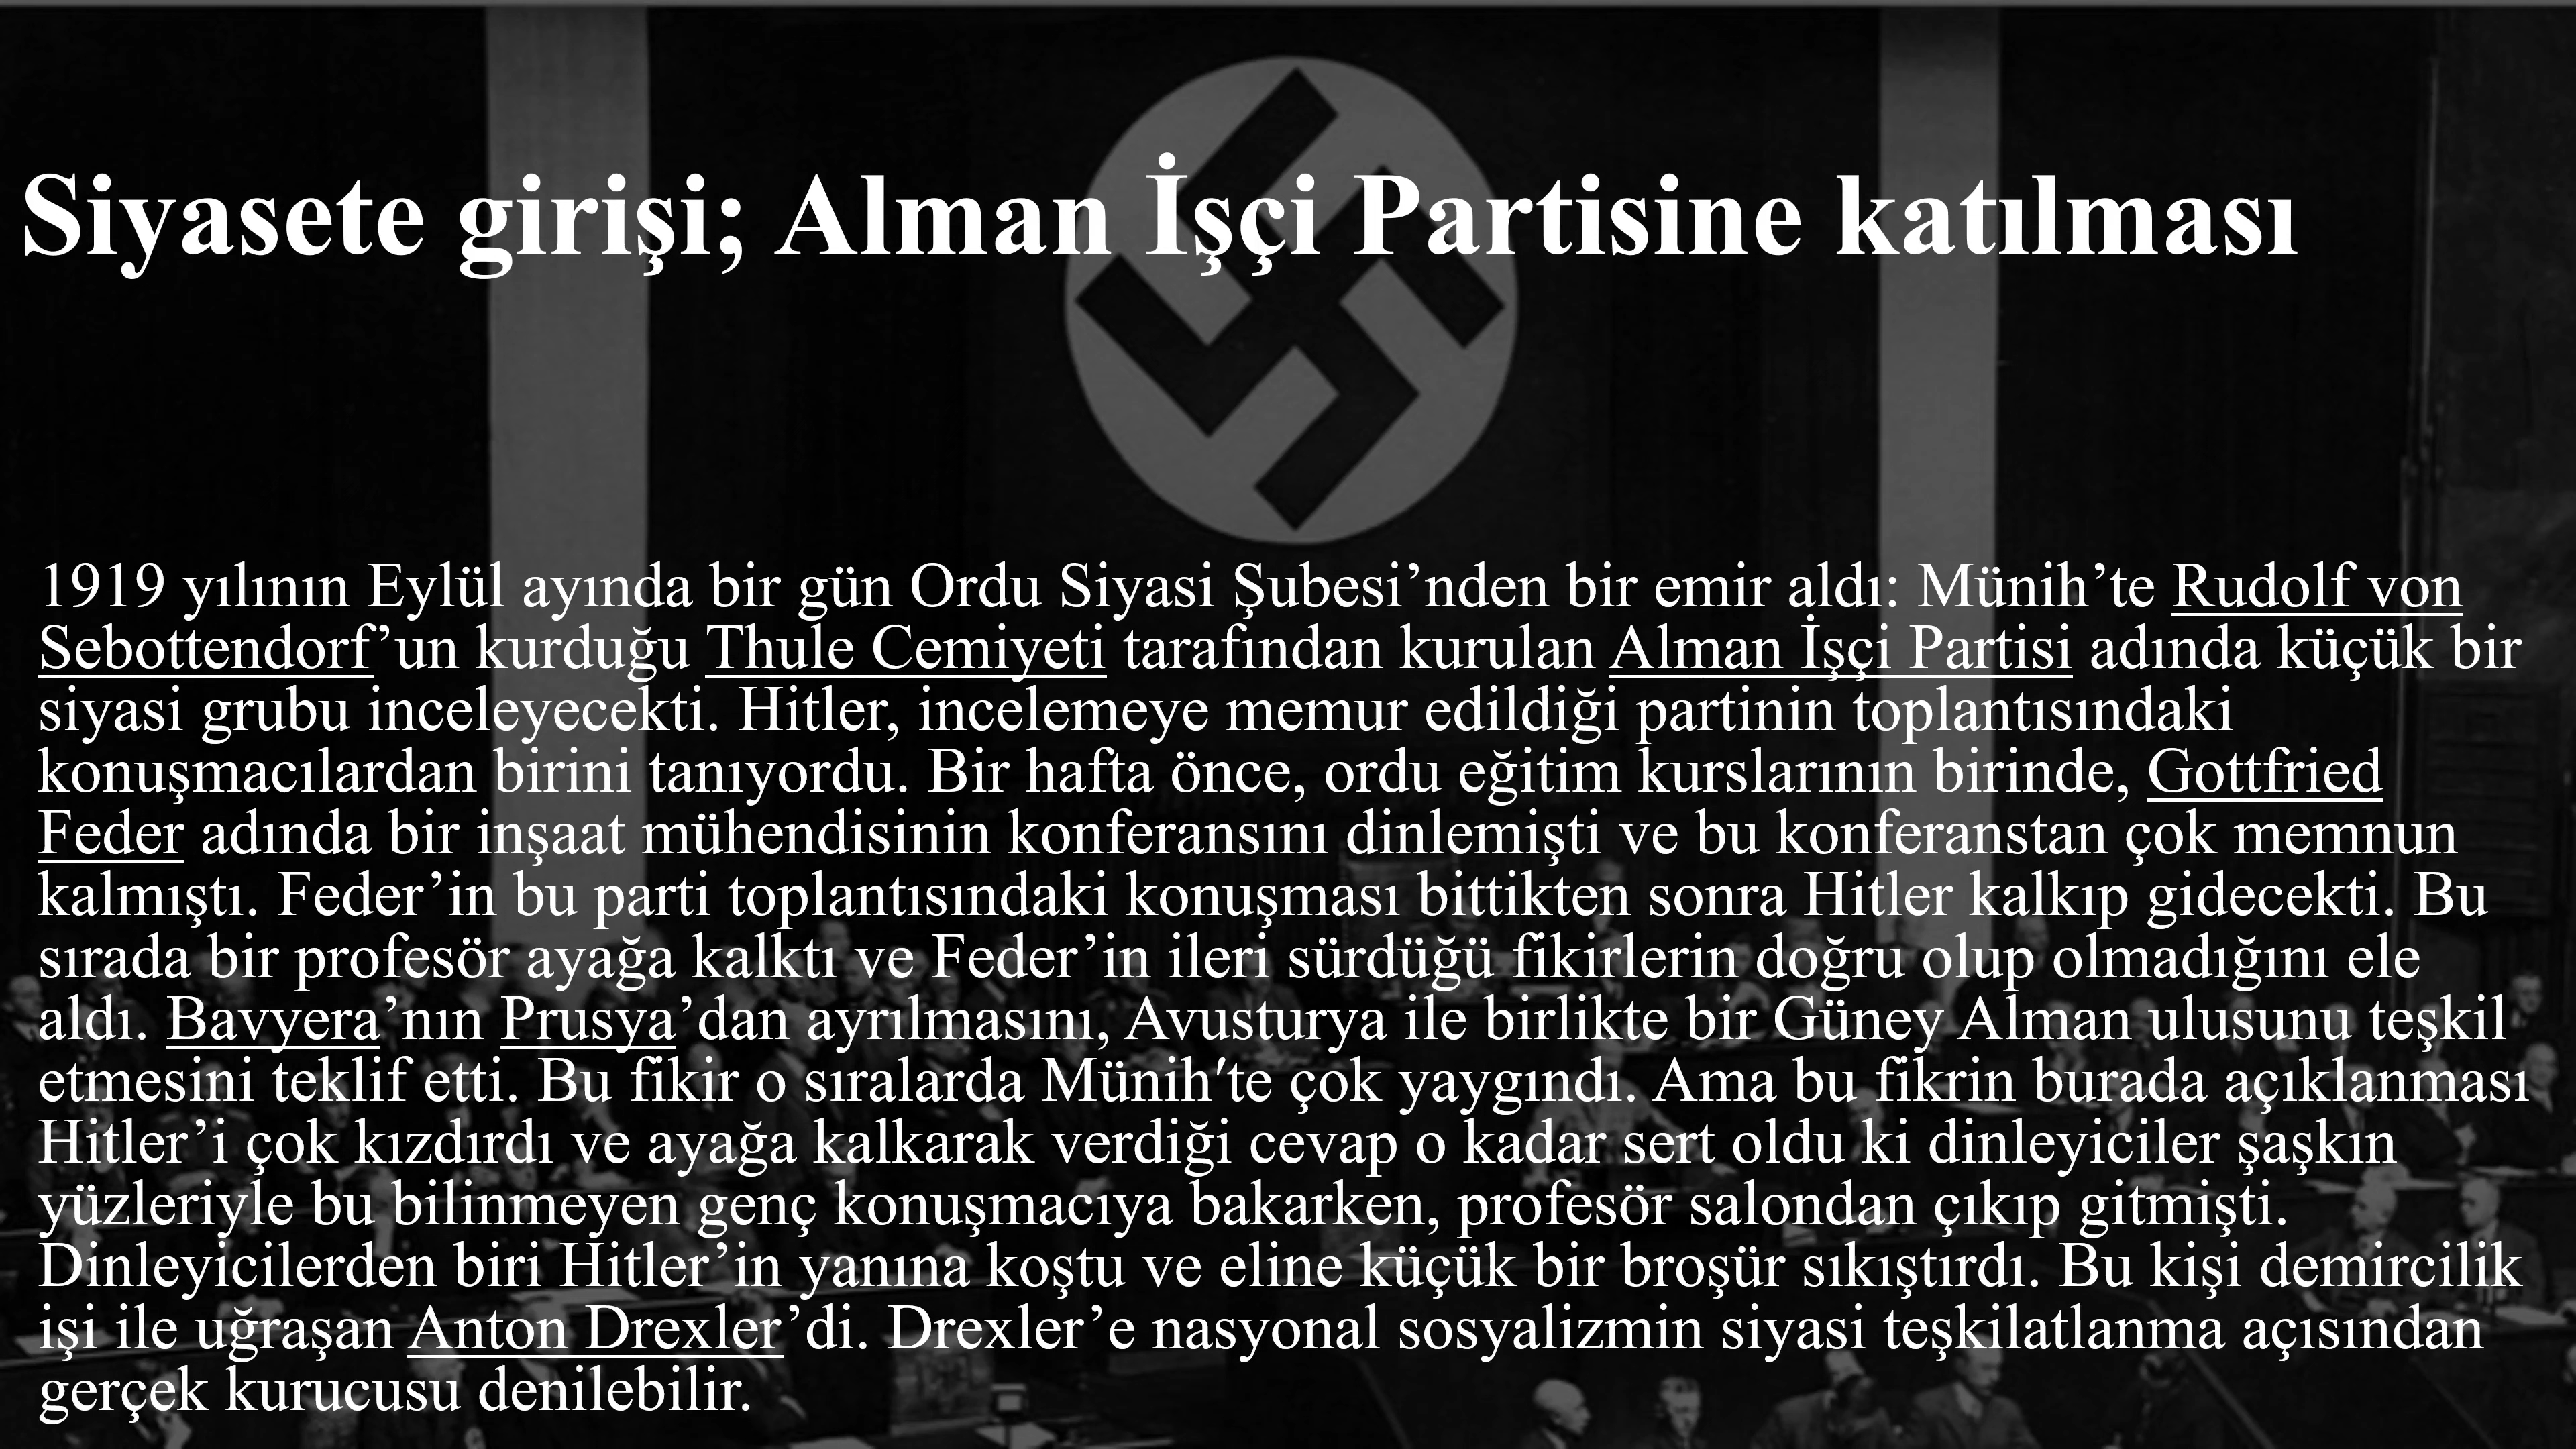 Siyasete girişi; Alman İşçi Partisine katılması
1919 yılının Eylül ayında bir gün Ordu Siyasi Şubesi’nden bir emir aldı: Münih’te Rudolf von
Sebottendorf’un kurduğu Thule Cemiyeti tarafından kurulan Alman İşçi Partisi adında küçük bir
siyasi grubu inceleyecekti. Hitler, incelemeye memur edildiği partinin toplantısındaki
konuşmacılardan birini tanıyordu. Bir hafta önce, ordu eğitim kurslarının birinde, Gottfried
Feder adında bir inşaat mühendisinin konferansını dinlemişti ve bu konferanstan çok memnun
kalmıştı. Feder’in bu parti toplantısındaki konuşması bittikten sonra Hitler kalkıp gidecekti. Bu
sırada bir profesör ayağa kalktı ve Feder’in ileri sürdüğü fikirlerin doğru olup olmadığını ele
aldı. Bavyera’nın Prusya’dan ayrılmasını, Avusturya ile birlikte bir Güney Alman ulusunu teşkil
etmesini teklif etti. Bu fikir o sıralarda Münih′te çok yaygındı. Ama bu fikrin burada açıklanması
Hitler’i çok kızdırdı ve ayağa kalkarak verdiği cevap o kadar sert oldu ki dinleyiciler şaşkın
yüzleriyle bu bilinmeyen genç konuşmacıya bakarken, profesör salondan çıkıp gitmişti.
Dinleyicilerden biri Hitler’in yanına koştu ve eline küçük bir broşür sıkıştırdı. Bu kişi demircilik
işi ile uğraşan Anton Drexler’di. Drexler’e nasyonal sosyalizmin siyasi teşkilatlanma açısından
gerçek kurucusu denilebilir.